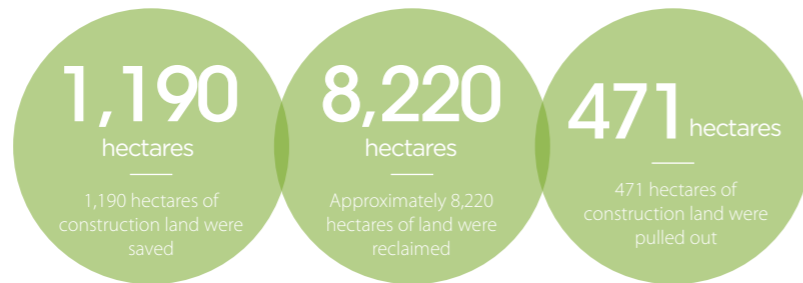 1,190
hectares
1,190 hectares of
construction land were
saved
8,220
hectares
Approximately 8,220
hectares of land were
reclaimed
471 hectares
471 hectares of
construction land were
pulled out